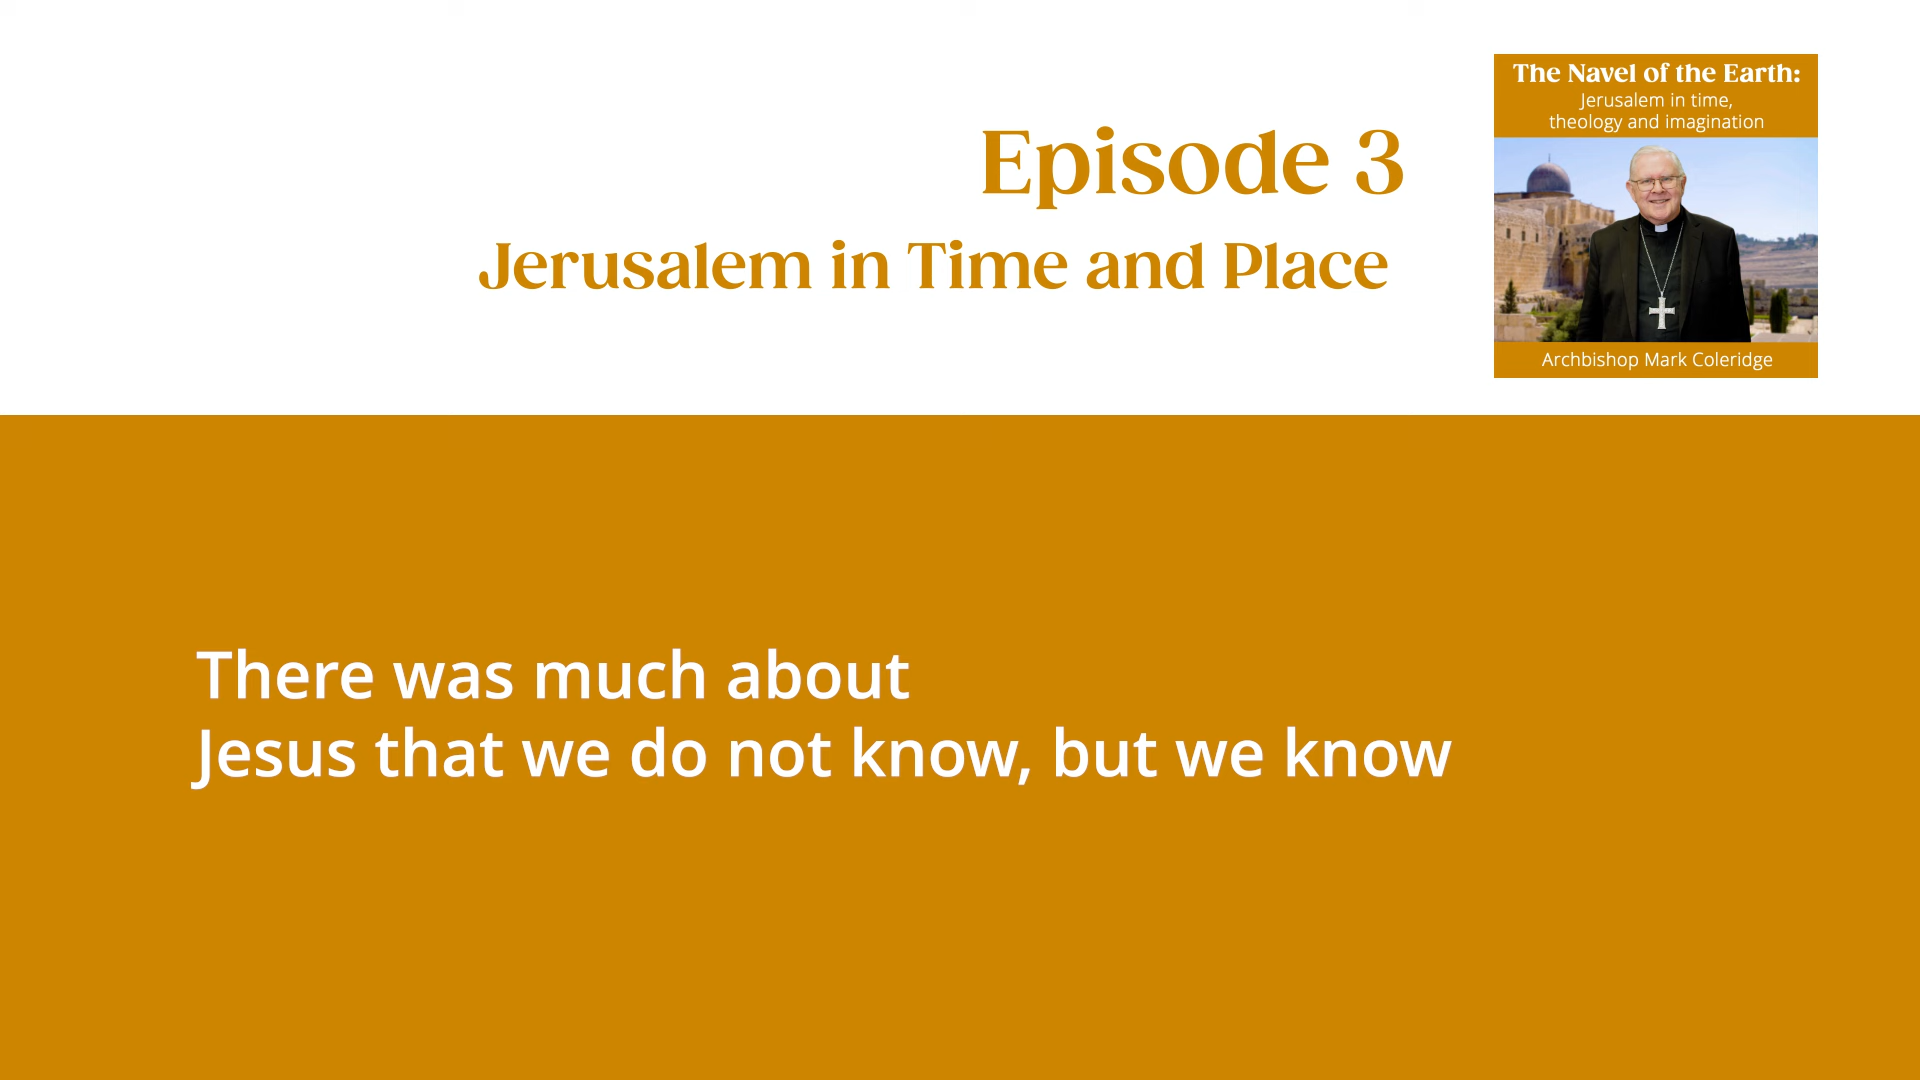 Episode 3
Jerusalem in Time and Place
The Navel of the Earth:
Jerusalem in time,
theology and imagination
Archbishop Mark Coleridge
There was much about
Jesus that we do not know, but we know